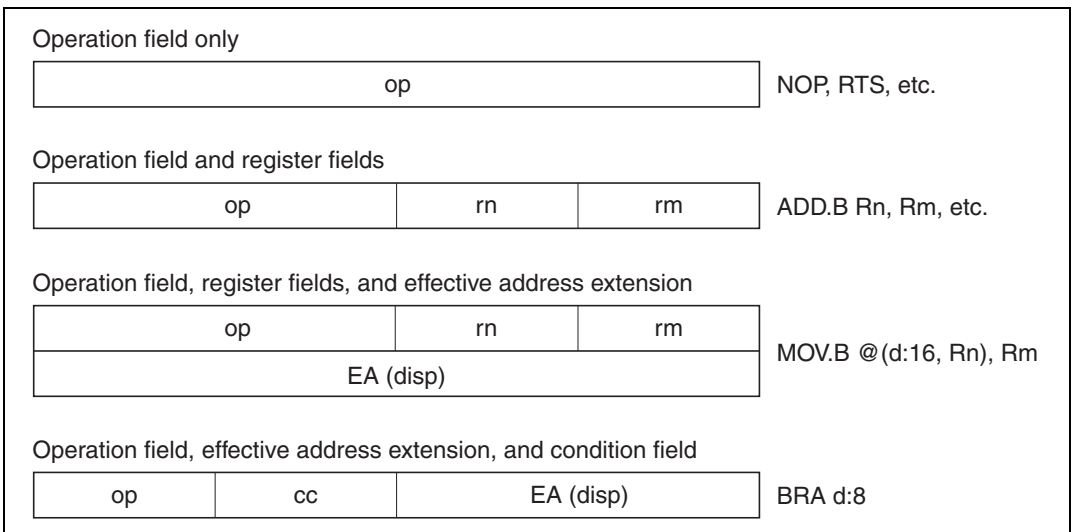 Operation field only
op NOP, RTS, etc.
Operation field and register fields
op rn rm ADD.B Rn, Rm, etc.
Operation field, register fields, and effective address extension
op rn rm
MOV.B @(d:16, Rn), Rm
EA (disp)
Operation field, effective address extension, and condition field
op cc EA (disp) BRA d:8